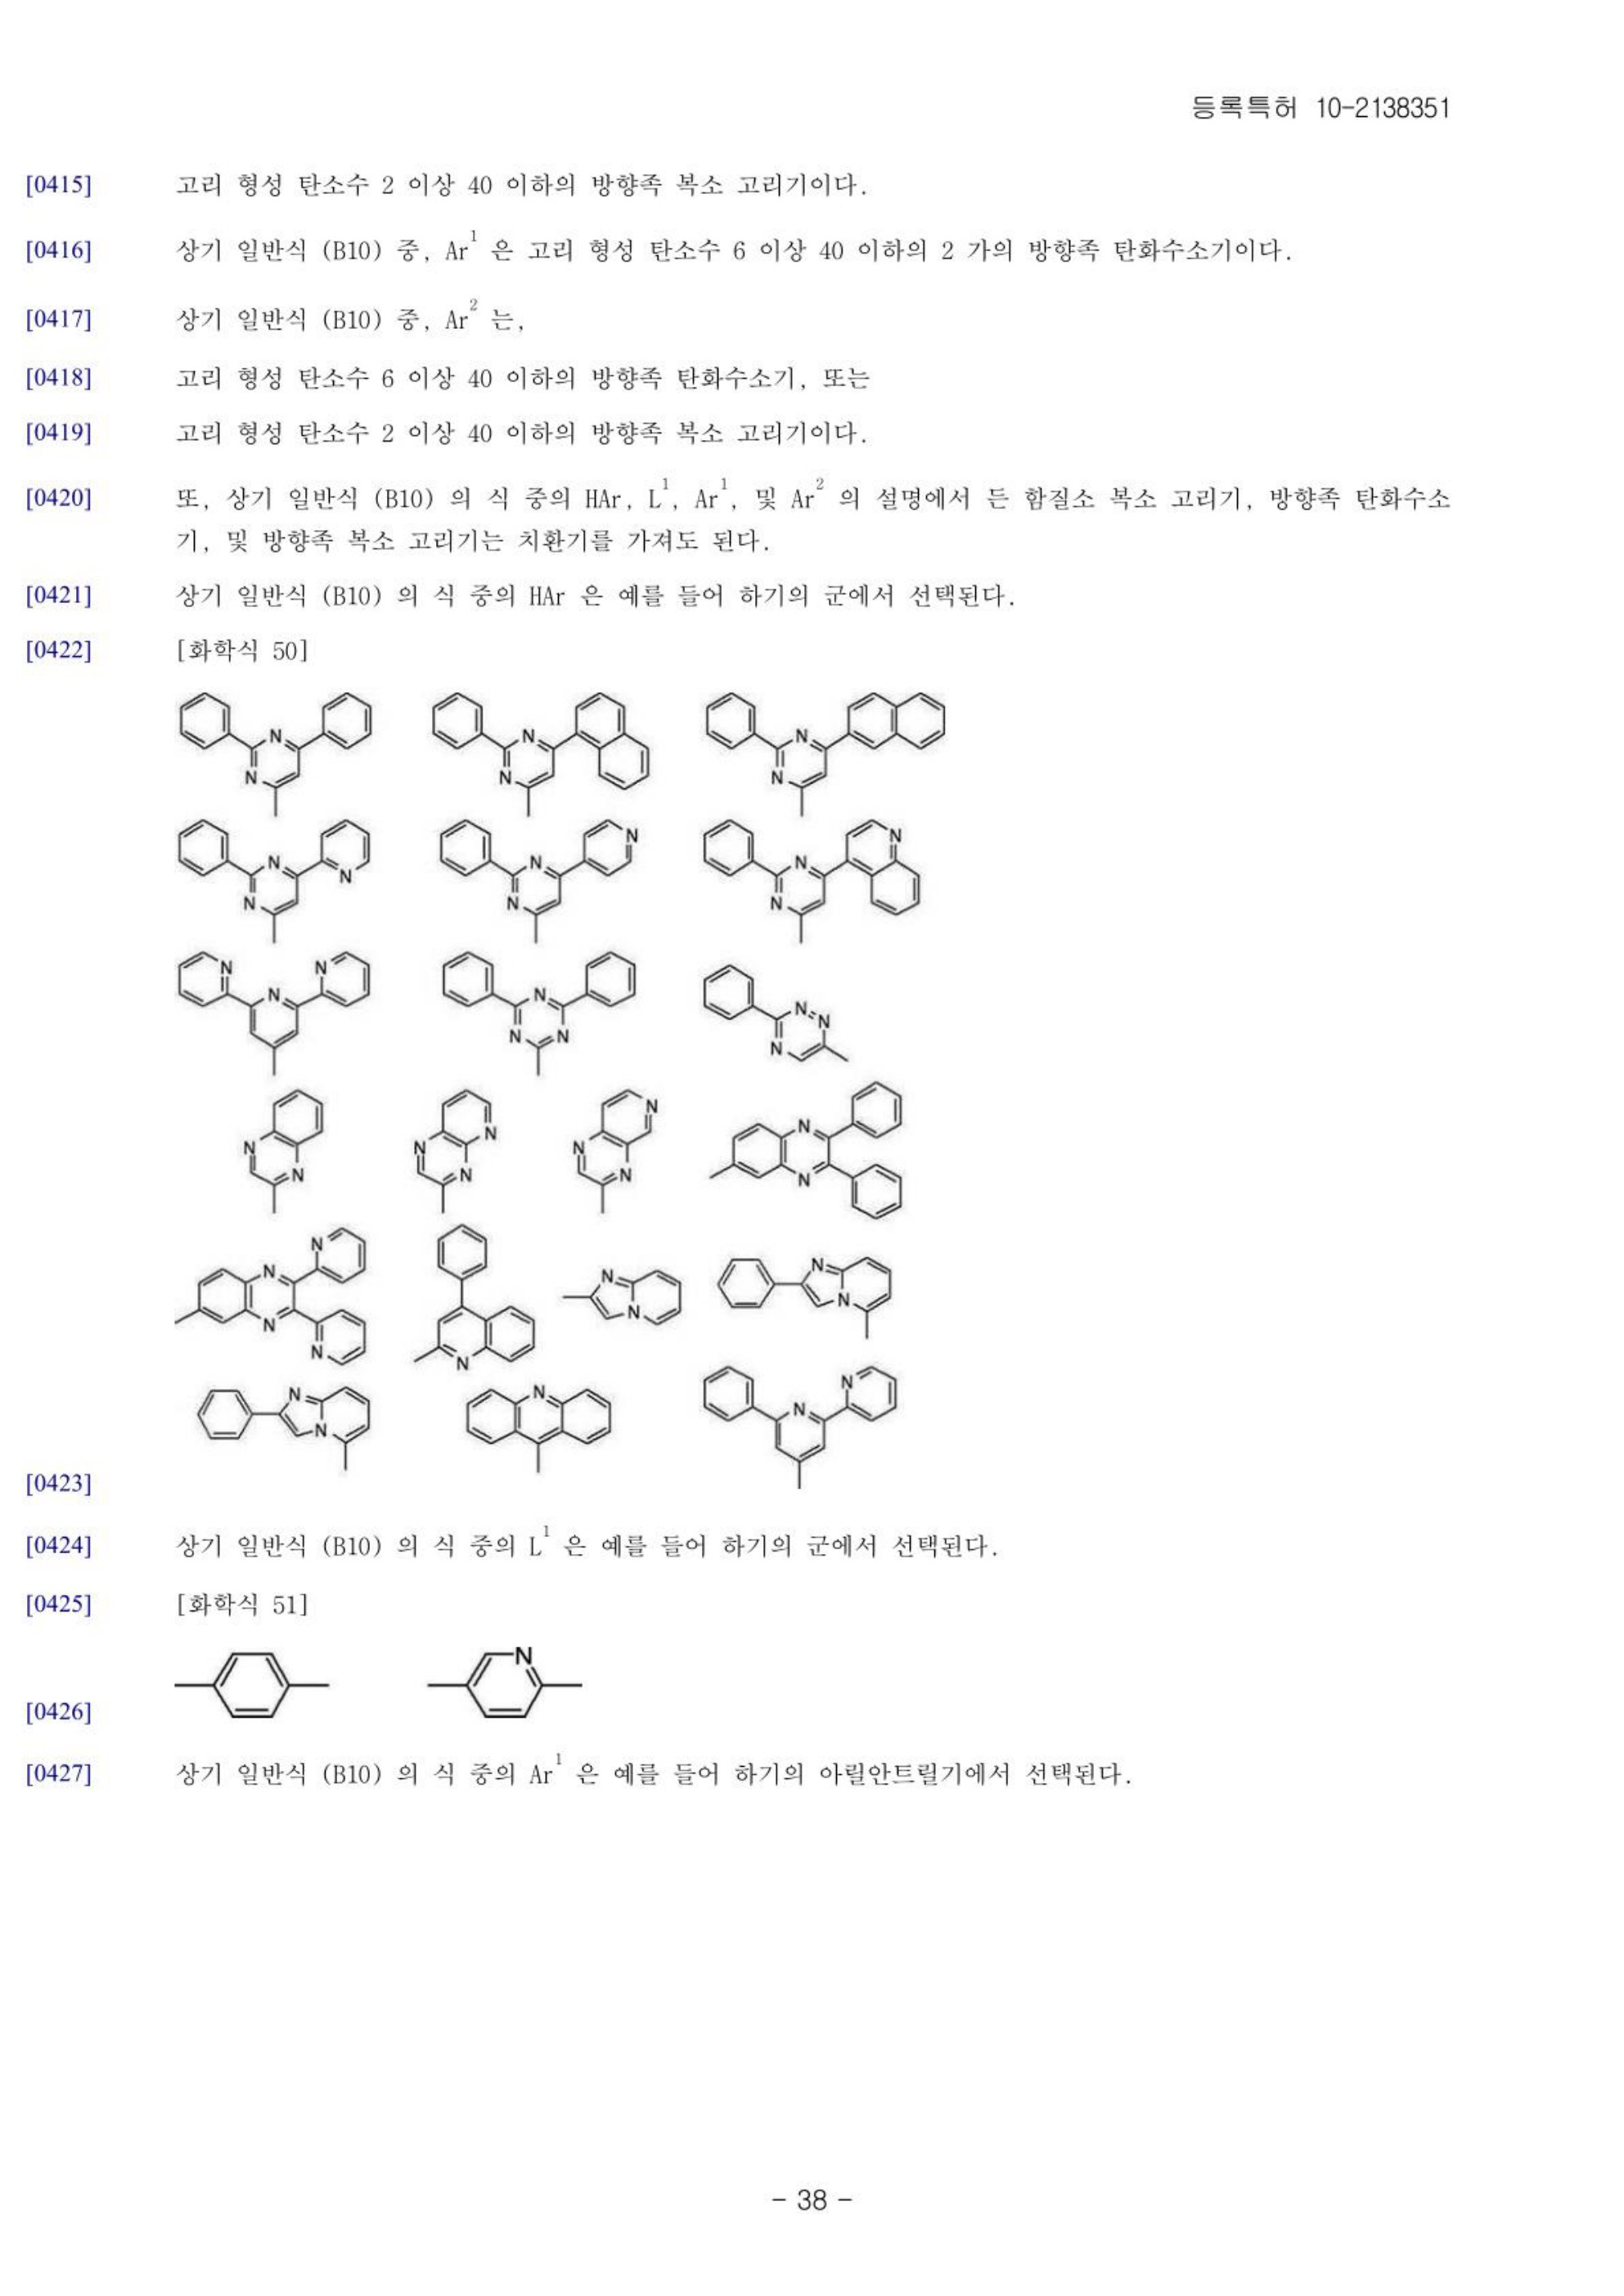 등록특허 10-2138351
[0415] 고리 형성 탄소수 2 이상 40 이하의 방향족 복소 고리기이다.
[0416] 상기 일반식 (B10) 중, Ar¹ 은 고리 형성 탄소수 6 이상 40 이하의 2 가의 방향족 탄화수소기이다.
[0417] 상기 일반식 (B10) 중, Ar² 는,
[0418] 고리 형성 탄소수 6 이상 40 이하의 방향족 탄화수소기, 또는
[0419] 고리 형성 탄소수 2 이상 40 이하의 방향족 복소 고리기이다.
[0420] 또, 상기 일반식 (B10) 의 식 중의 HAr, L¹, Ar¹, 및 Ar² 의 설명에서 든 함질소 복소 고리기, 방향족 탄화수소
기, 및 방향족 복소 고리기는 치환기를 가져도 된다.
[0421] 상기 일반식 (B10) 의 식 중의 HAr 은 예를 들어 하기의 군에서 선택된다.
[0422] [화학식 50]
N N N
N N N
N N N N N
N N N
N N N N N N
N N N N
N N N N N
N N N
N N N N N
N N N
N N N N
N N N
N N N N
N
[0423]
[0424] 상기 일반식 (B10) 의 식 중의 L¹ 은 예를 들어 하기의 군에서 선택된다.
[0425] [화학식 51]
N
[0426]
[0427] 상기 일반식 (B10) 의 식 중의 Ar¹ 은 예를 들어 하기의 아릴안트릴기에서 선택된다.
- 38 -